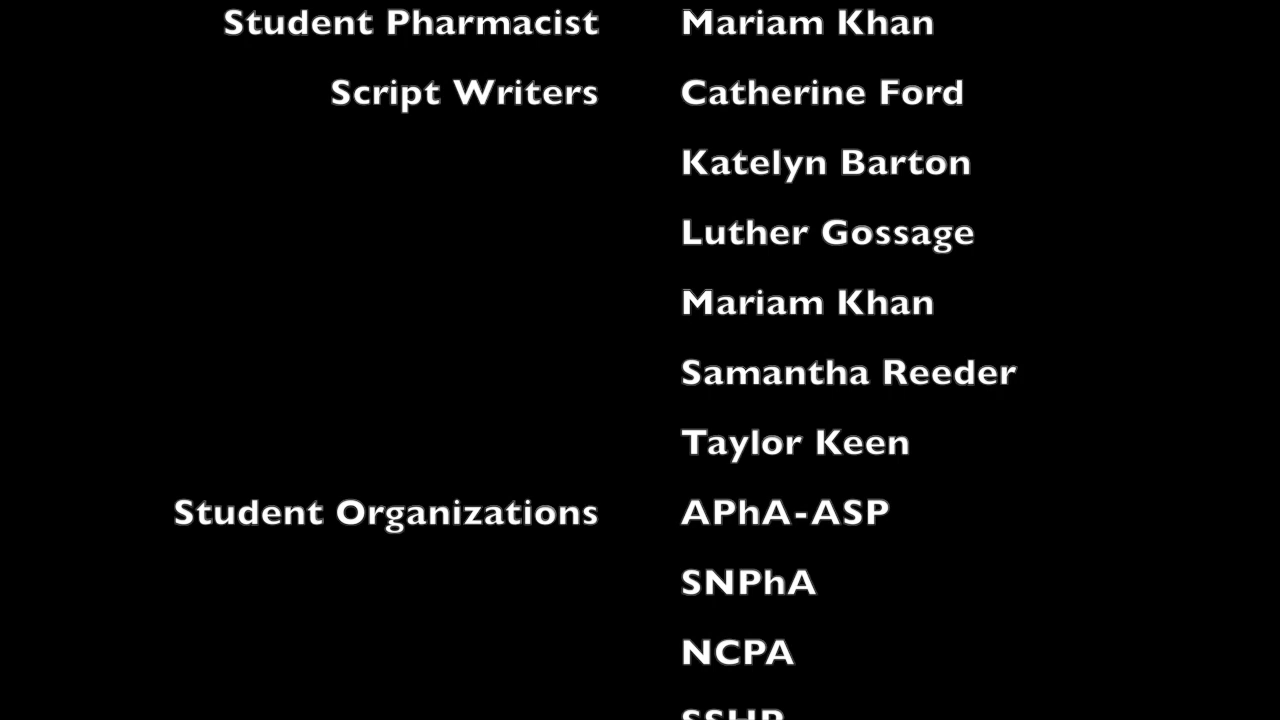 Student Pharmacist Mariam Khan
Script Writers Catherine Ford
Katelyn Barton
Luther Gossage
Mariam Khan
Samantha Reeder
Taylor Keen
Student Organizations APhA-ASP
SNPhA
NCPA